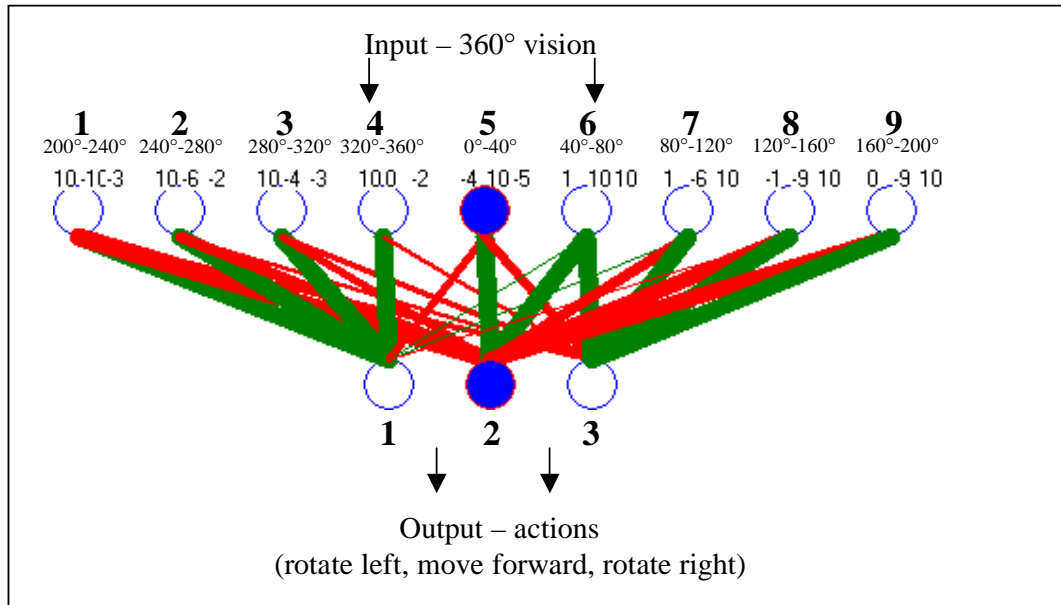 Input – 360° vision
1 2 3 4 5 6 7 8 9
200°-240° 240°-280° 280°-320° 320°-360° 0°-40° 40°-80° 80°-120° 120°-160° 160°-200°
10 -10 -3 10 -6 -2 10 -4 -3 10 0 -2 -4 10 -5 1 10 10 1 -6 10 -1 -9 10 0 -9 10
1 2 3
Output – actions
(rotate left, move forward, rotate right)